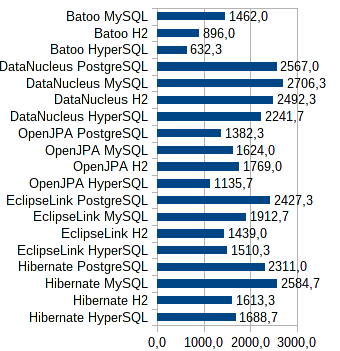 Batoo MySQL 1462,0
Batoo H2 896,0
Batoo HyperSQL 632,3
DataNucleus PostgreSQL 2567,0
DataNucleus MySQL 2706,3
DataNucleus H2 2492,3
DataNucleus HyperSQL 2241,7
OpenJPA PostgreSQL 1382,3
OpenJPA MySQL 1624,0
OpenJPA H2 1769,0
OpenJPA HyperSQL 1135,7
EclipseLink PostgreSQL 2427,3
EclipseLink MySQL 1912,7
EclipseLink H2 1439,0
EclipseLink HyperSQL 1510,3
Hibernate PostgreSQL 2311,0
Hibernate MySQL 2584,7
Hibernate H2 1613,3
Hibernate HyperSQL 1688,7
0,0 1000,0 2000,0 3000,0